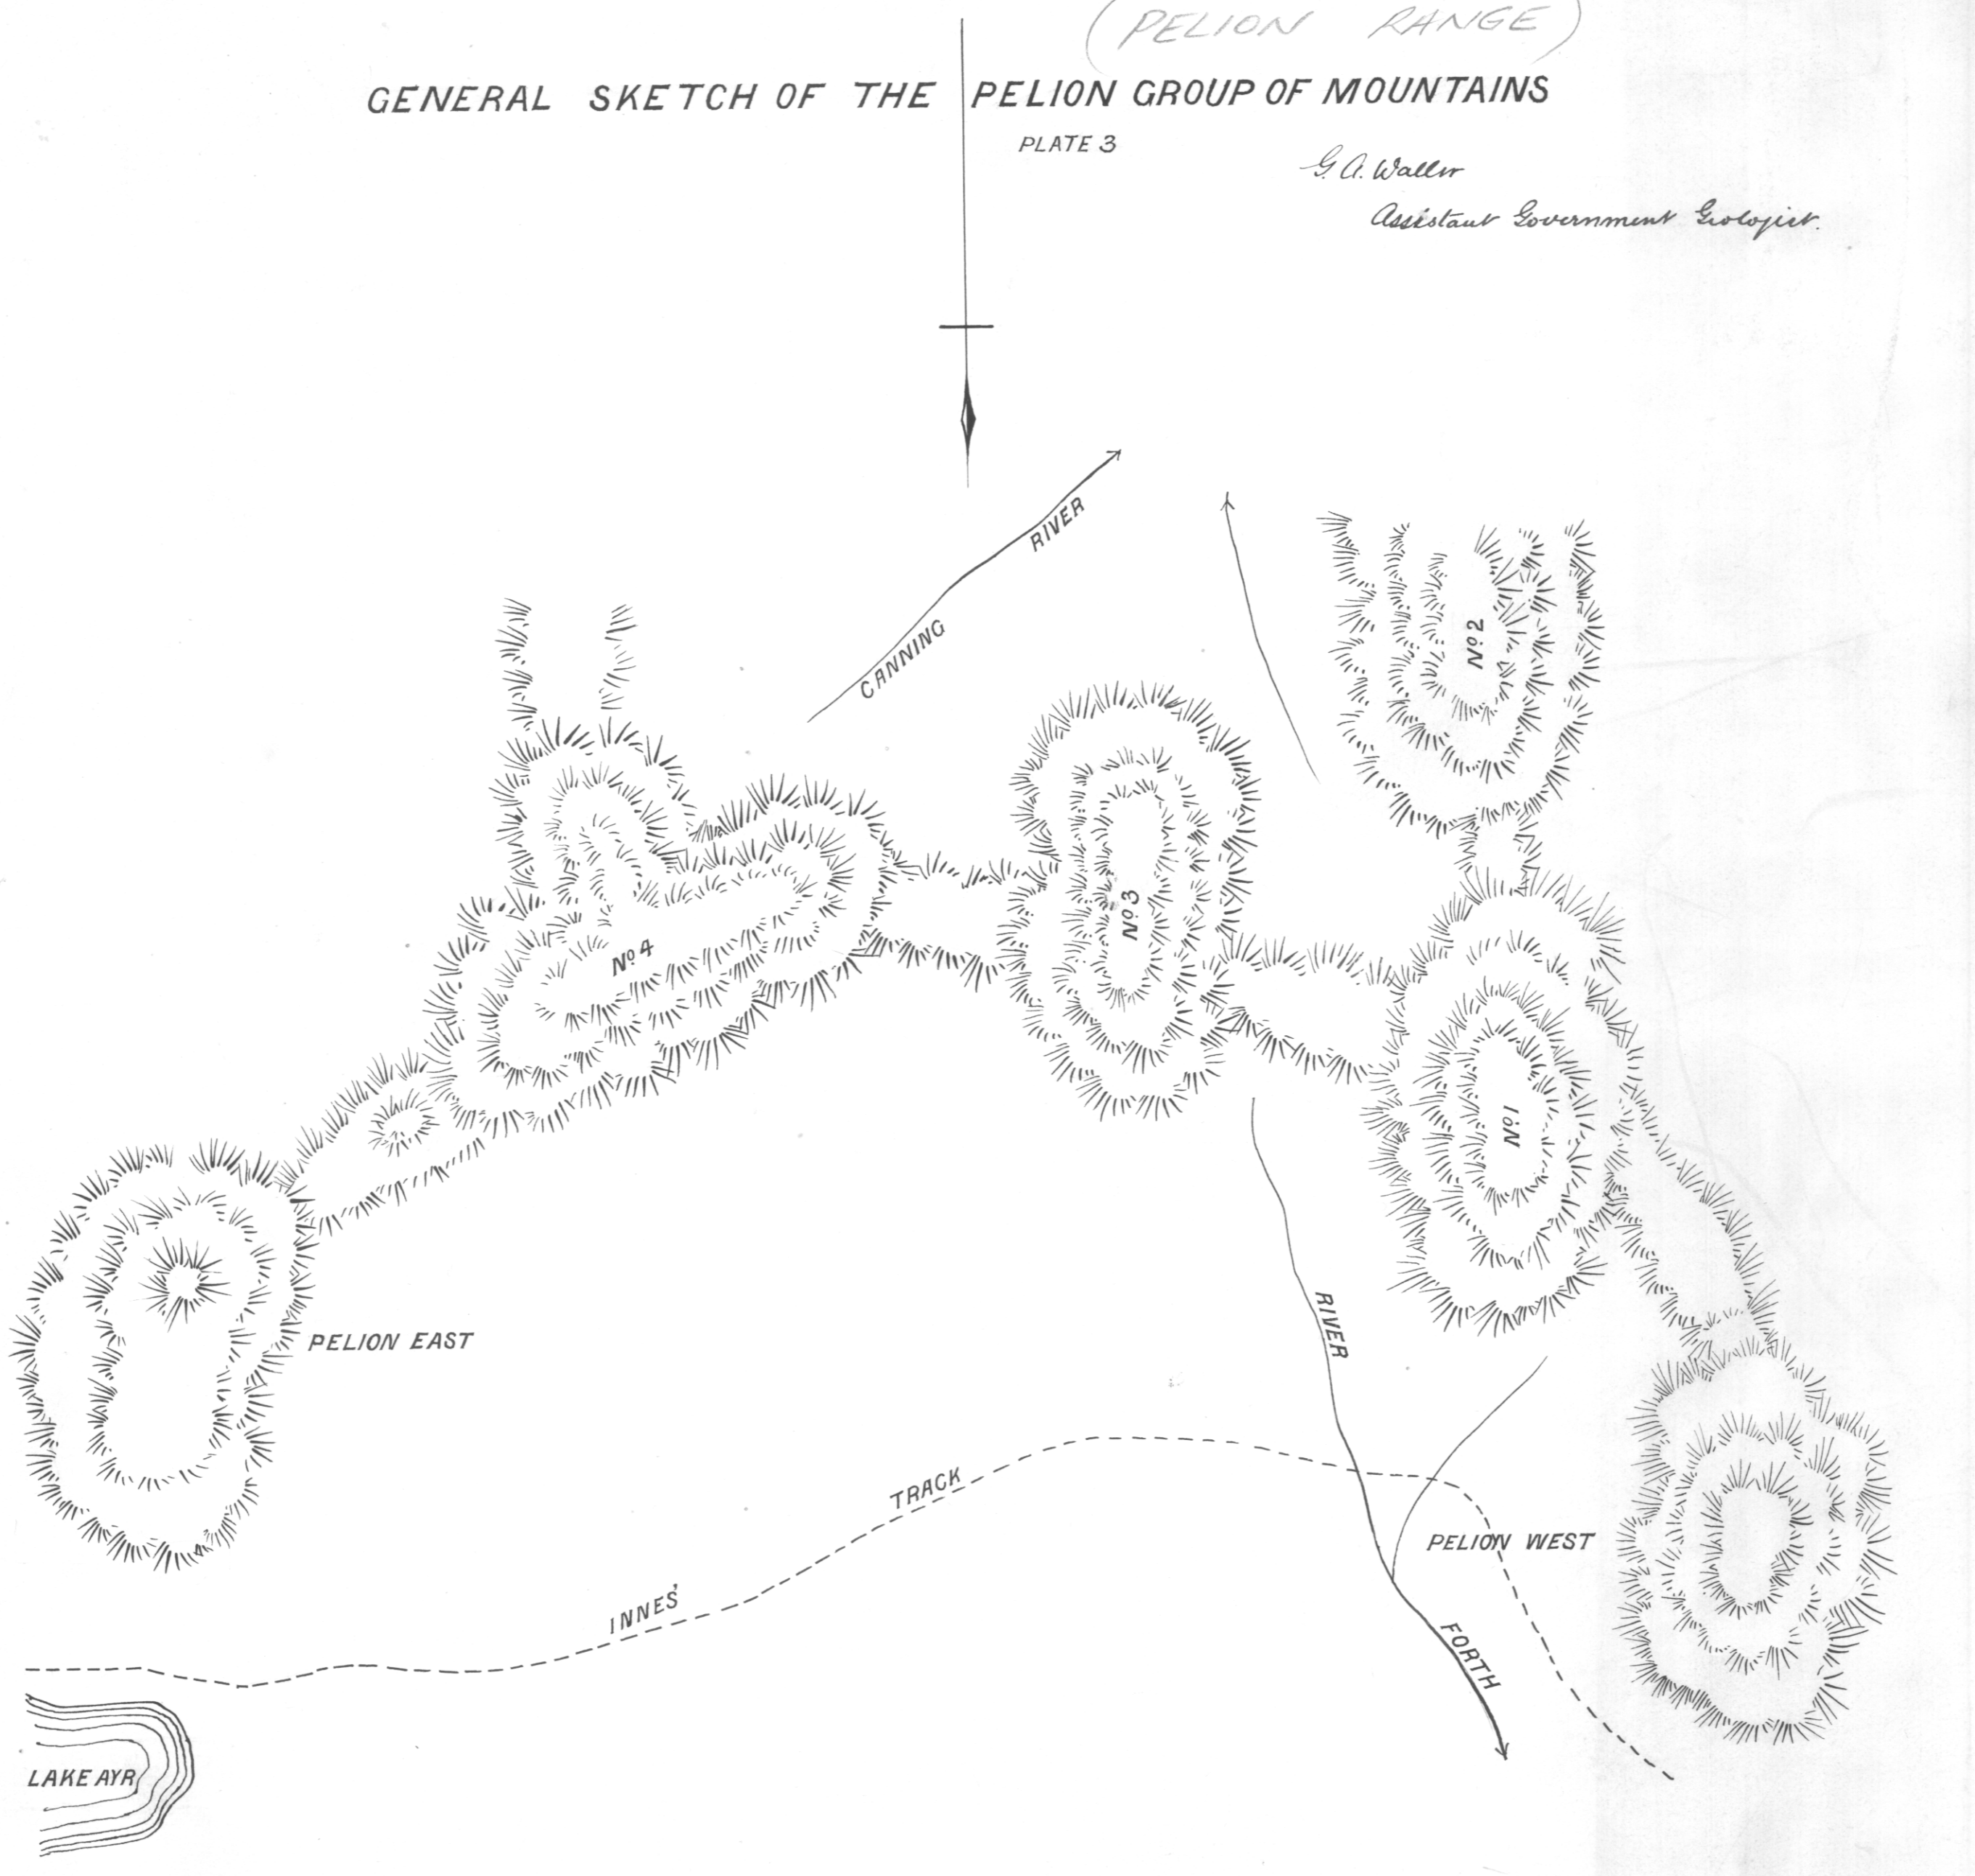 (PELION RANGE)
GENERAL SKETCH OF THE PELION GROUP OF MOUNTAINS
PLATE 3
G. A. Waller
Assistant Government Geologist.
CANNING RIVER
No 2
No 3
No 4
No 1
PELION EAST
RIVER FORTH
INNES' TRACK
PELION WEST
LAKE AYR